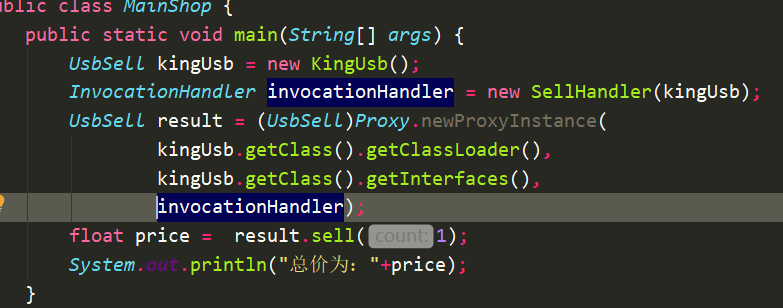 public class MainShop {
public static void main(String[] args) {
UsbSell kingUsb = new KingUsb();
InvocationHandler invocationHandler = new SellHandler(kingUsb);
UsbSell result = (UsbSell)Proxy.newProxyInstance(
kingUsb.getClass().getClassLoader(),
kingUsb.getClass().getInterfaces(),
invocationHandler);
float price =  result.sell( count: 1);
System.out.println("总价为："+price);
}